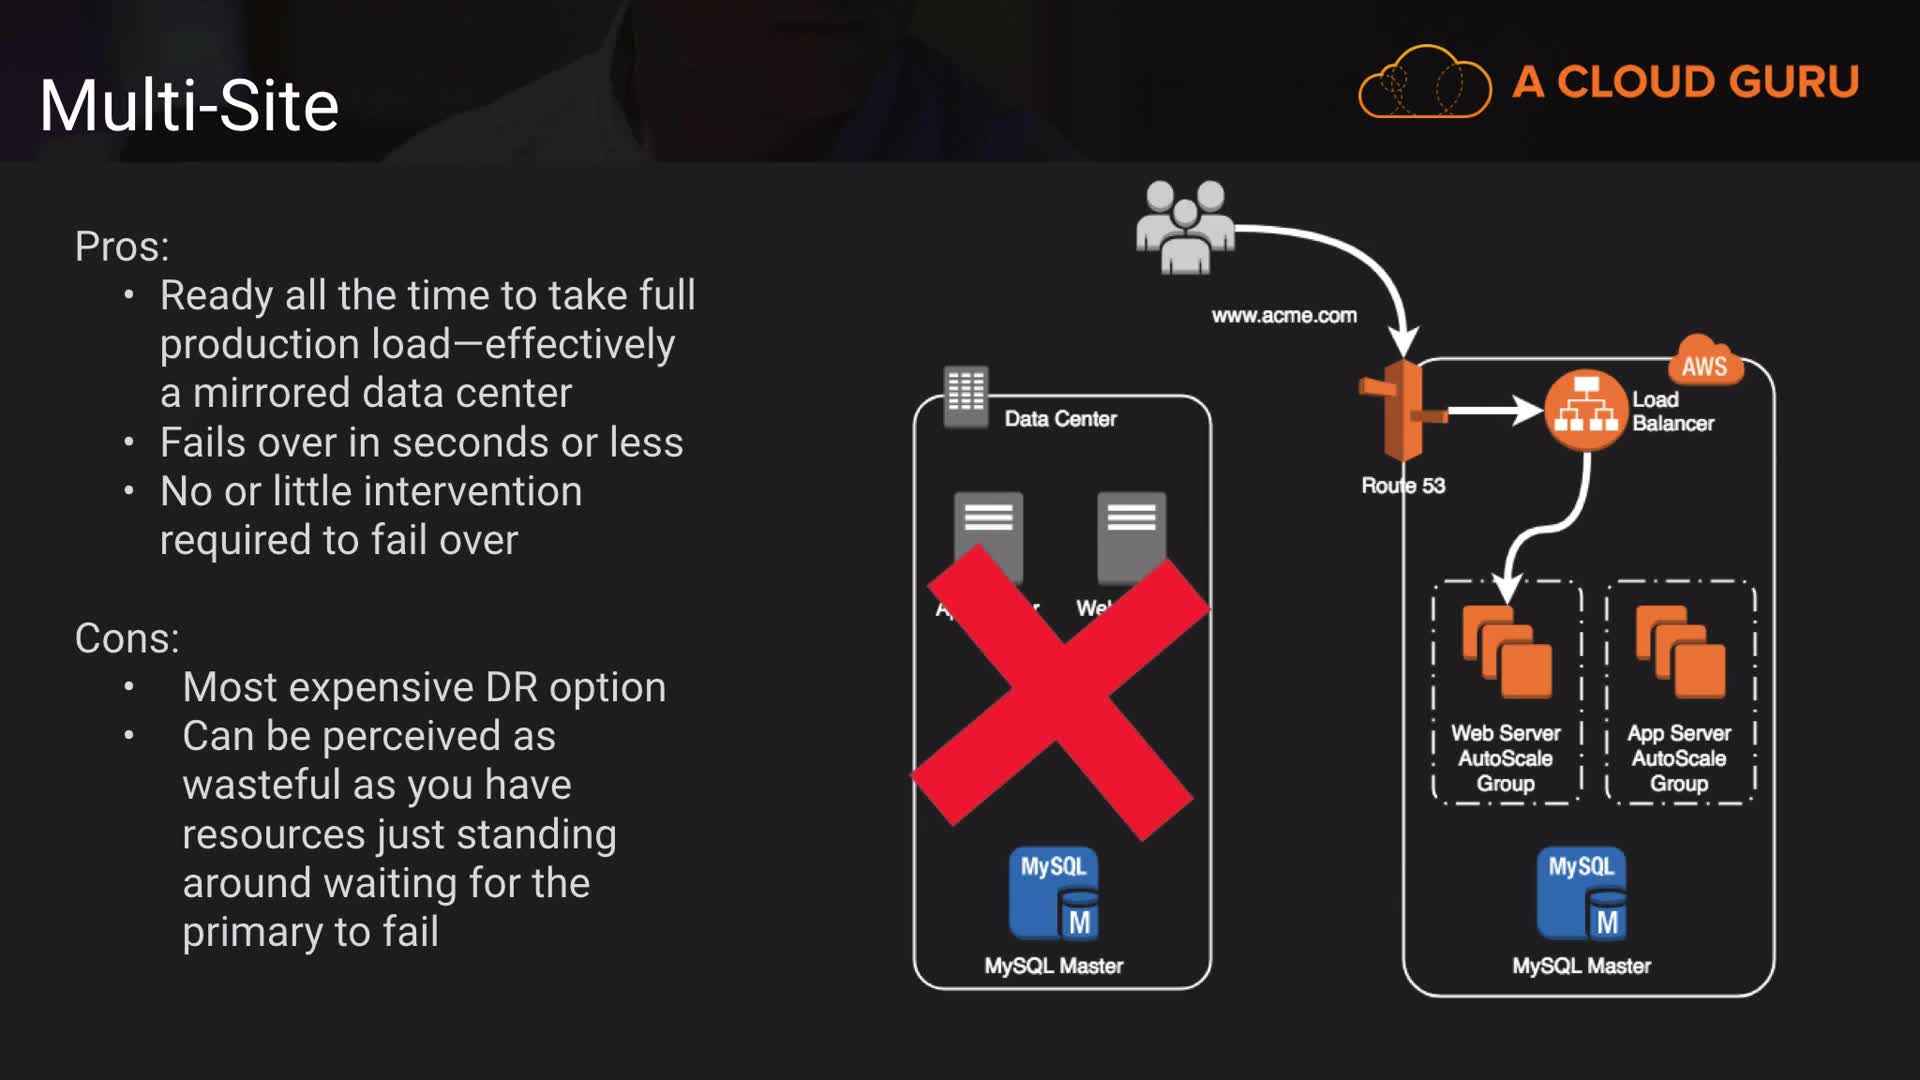 Multi-Site
A CLOUD GURU
Pros:
• Ready all the time to take full
production load—effectively
a mirrored data center
• Fails over in seconds or less
• No or little intervention
required to fail over
Cons:
• Most expensive DR option
• Can be perceived as
wasteful as you have
resources just standing
around waiting for the
primary to fail
www.acme.com
Data Center
MySQL
M
MySQL Master
AWS
Load
Balancer
Route 53
Web Server
AutoScale
Group
App Server
AutoScale
Group
MySQL
M
MySQL Master